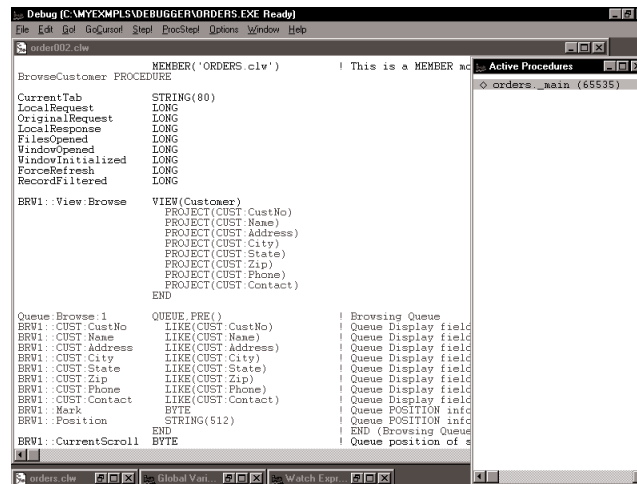 Debug (C:\MYEXMPLS\DEBUGGER\ORDERS.EXE Ready)
File Edit Go! GoCursor! Step! ProcStep! Options Window Help
order002.clw
MEMBER('ORDERS.clw') ! This is a MEMBER mo
BrowseCustomer PROCEDURE
CurrentTab STRING(80)
LocalRequest LONG
OriginalRequest LONG
LocalResponse LONG
FilesOpened LONG
WindowOpened LONG
WindowInitialized LONG
ForceRefresh LONG
RecordFiltered LONG
BRW1::View:Browse VIEW(Customer)
PROJECT(CUST:CustNo)
PROJECT(CUST:Name)
PROJECT(CUST:Address)
PROJECT(CUST:City)
PROJECT(CUST:State)
PROJECT(CUST:Zip)
PROJECT(CUST:Phone)
PROJECT(CUST:Contact)
END
Queue:Browse:1 QUEUE,PRE() ! Browsing Queue
BRW1::CUST:CustNo LIKE(CUST:CustNo) ! Queue Display field
BRW1::CUST:Name LIKE(CUST:Name) ! Queue Display field
BRW1::CUST:Address LIKE(CUST:Address) ! Queue Display field
BRW1::CUST:City LIKE(CUST:City) ! Queue Display field
BRW1::CUST:State LIKE(CUST:State) ! Queue Display field
BRW1::CUST:Zip LIKE(CUST:Zip) ! Queue Display field
BRW1::CUST:Phone LIKE(CUST:Phone) ! Queue Display field
BRW1::CUST:Contact LIKE(CUST:Contact) ! Queue Display field
BRW1::Mark BYTE ! Queue POSITION info
BRW1::Position STRING(512) ! Queue POSITION info
END ! END (Browsing Queue
BRW1::CurrentScroll BYTE ! Queue position of s
Active Procedures
orders._main (65535)
orders.clw
Global Vari...
Watch Expr...